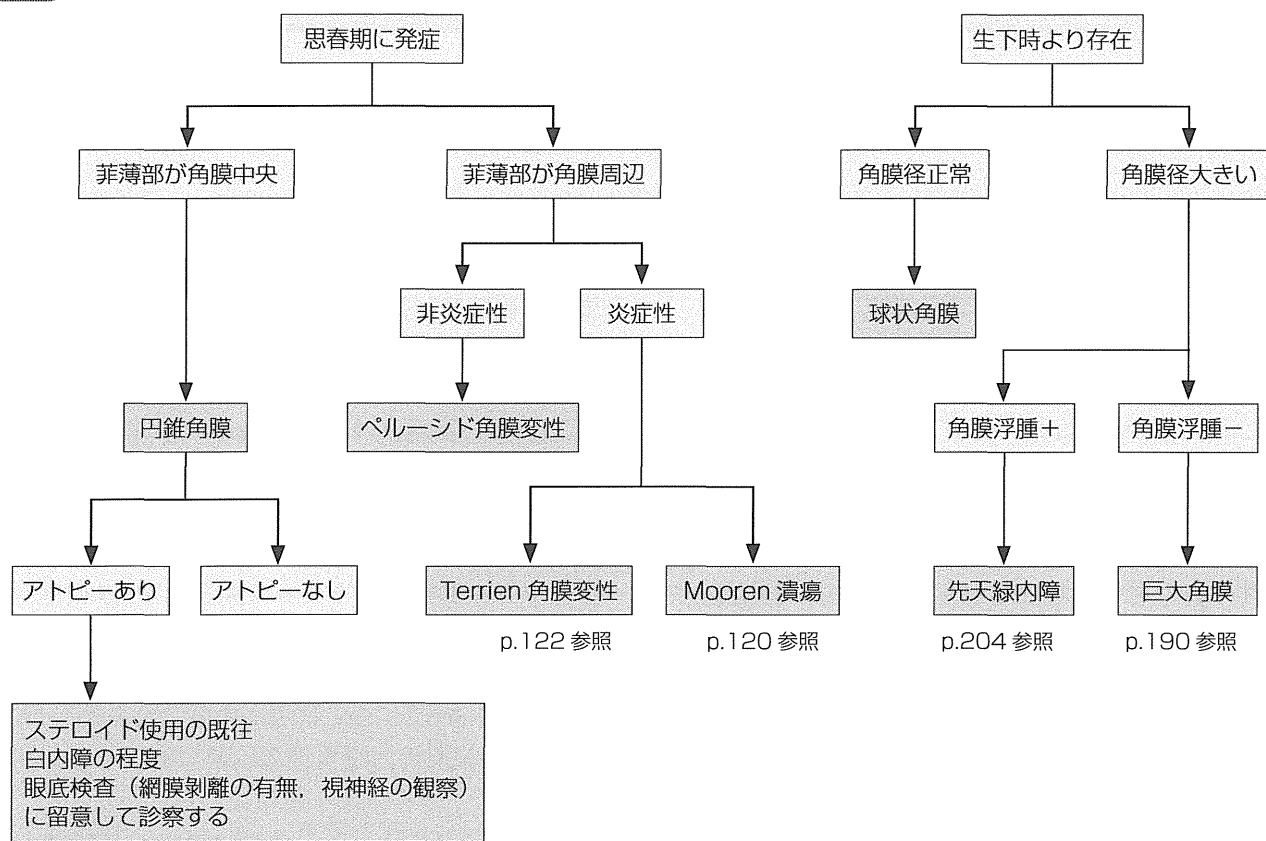 思春期に発症
生下時より存在
菲薄部が角膜中央
菲薄部が角膜周辺
角膜径正常
角膜径大きい
非炎症性
炎症性
球状角膜
円錐角膜
ペルーシド角膜変性
角膜浮腫＋
角膜浮腫－
アトピーあり
アトピーなし
Terrien 角膜変性
Mooren 潰瘍
先天緑内障
巨大角膜
p.122 参照
p.120 参照
p.204 参照
p.190 参照
ステロイド使用の既往
白内障の程度
眼底検査（網膜剝離の有無，視神経の観察）
に留意して診察する